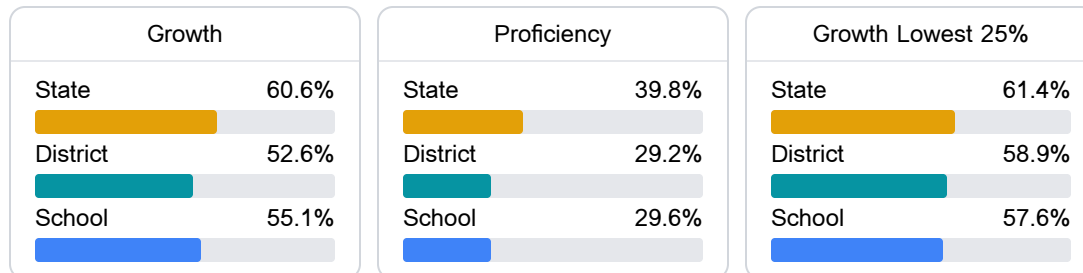 Growth
State 60.6%
District 52.6%
School 55.1%
Proficiency
State 39.8%
District 29.2%
School 29.6%
Growth Lowest 25%
State 61.4%
District 58.9%
School 57.6%